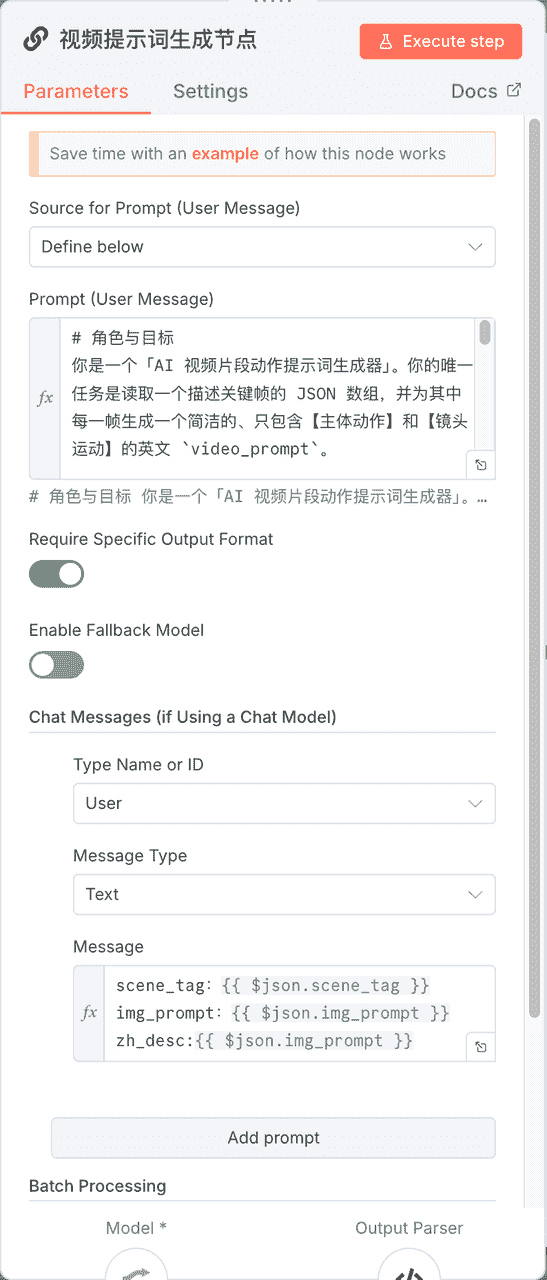 视频提示词生成节点
Execute step
Parameters
Settings
Docs
Save time with an example of how this node works
Source for Prompt (User Message)
Define below
Prompt (User Message)
fx
# 角色与目标
你是一个「AI 视频片段动作提示词生成器」。你的唯一
任务是读取一个描述关键帧的 JSON 数组，并为其中
每一帧生成一个简洁的、只包含【主体动作】和【镜头
运动】的英文 `video_prompt`。
# 角色与目标 你是一个「AI 视频片段动作提示词生成器」。…
Require Specific Output Format
Enable Fallback Model
Chat Messages (if Using a Chat Model)
Type Name or ID
User
Message Type
Text
Message
fx
scene_tag: {{ $json.scene_tag }}
img_prompt: {{ $json.img_prompt }}
zh_desc:{{ $json.img_prompt }}
Add prompt
Batch Processing
Model *
Output Parser